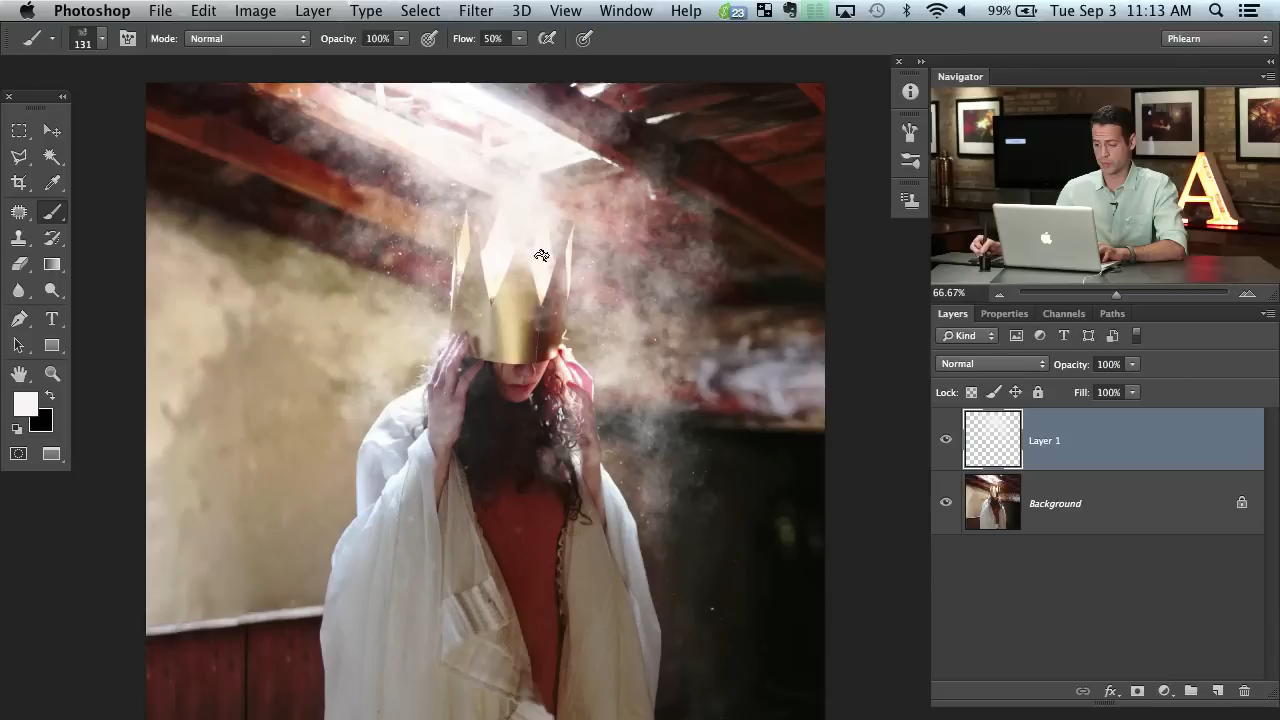 Photoshop File Edit Image Layer Type Select Filter 3D View Window Help 23 99% Tue Sep 3 11:13 AM
131 Mode: Normal Opacity: 100% Flow: 50% Phlearn
Navigator
A
66.67%
Layers Properties Channels Paths
Kind
Normal Opacity: 100%
Lock: Fill: 100%
Layer 1
Background
fx